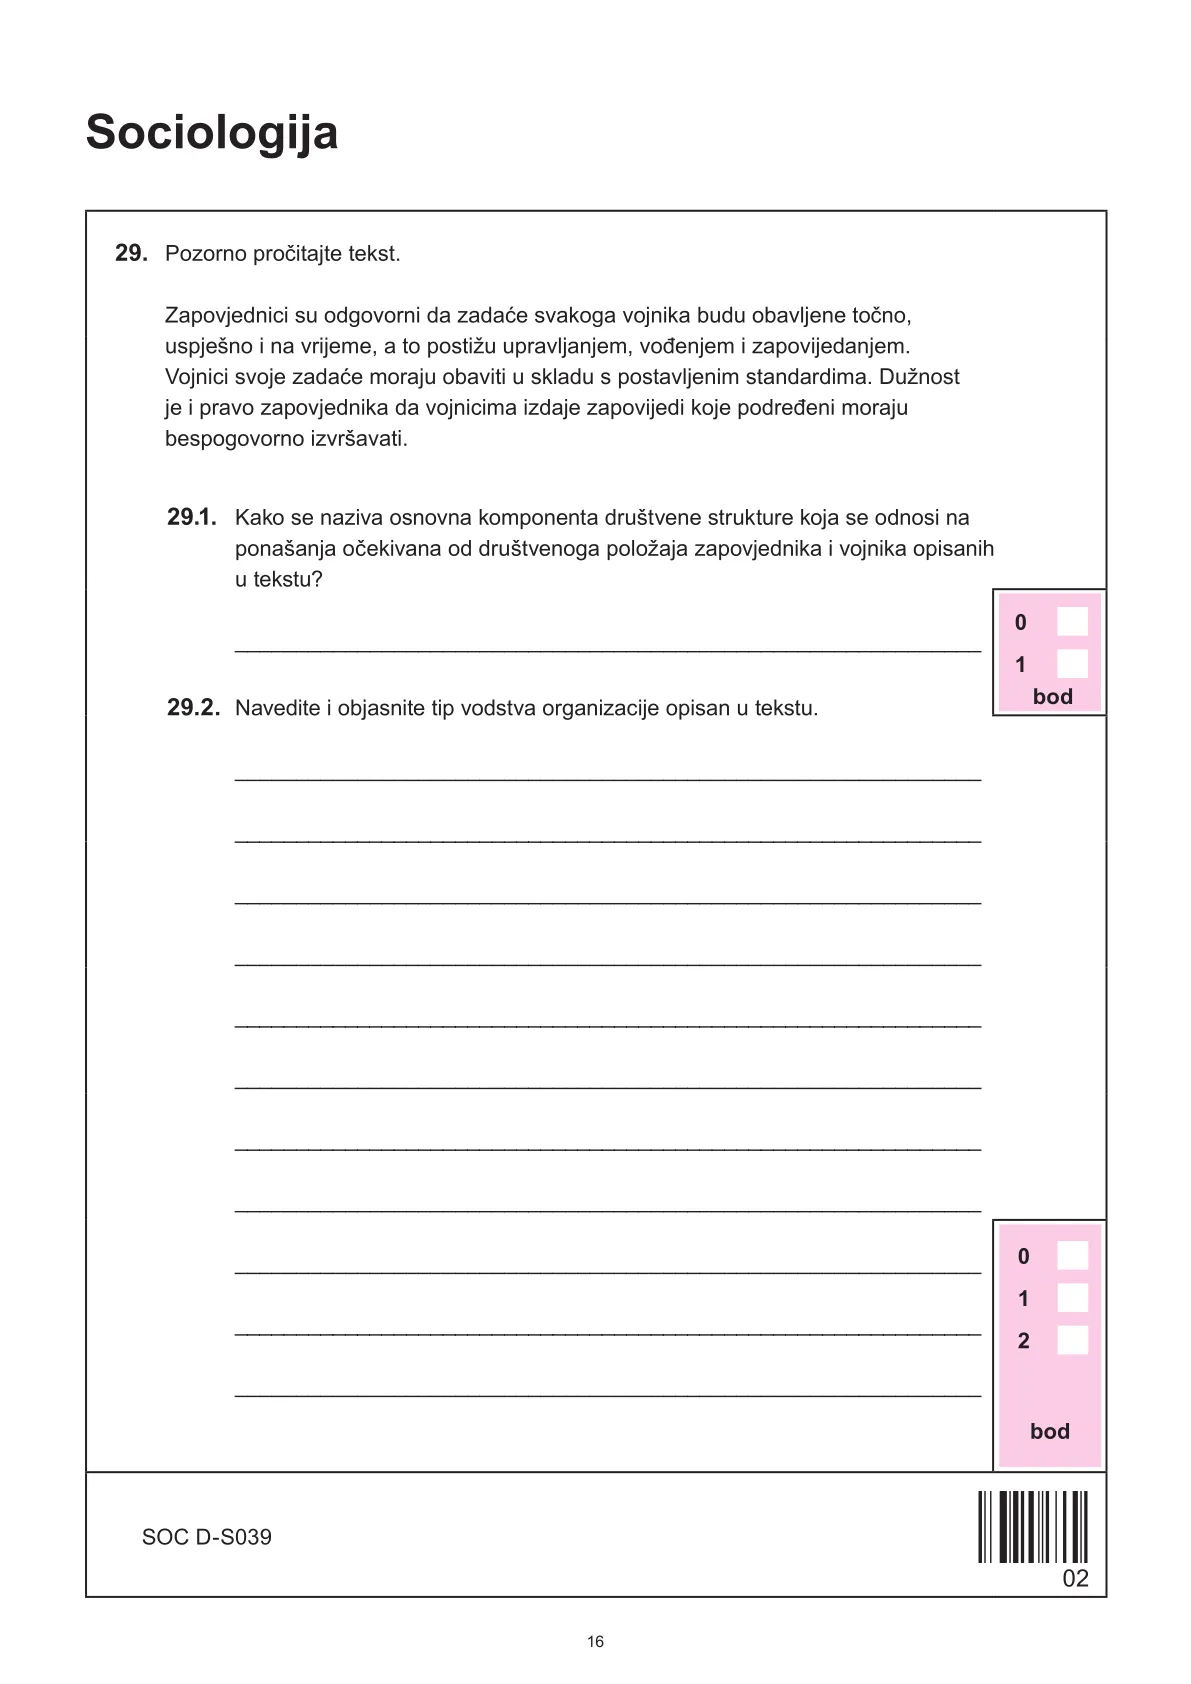 Sociologija
29. Pozorno pročitajte tekst.
Zapovjednici su odgovorni da zadaće svakoga vojnika budu obavljene točno,
uspješno i na vrijeme, a to postižu upravljanjem, vođenjem i zapovijedanjem.
Vojnici svoje zadaće moraju obaviti u skladu s postavljenim standardima. Dužnost
je i pravo zapovjednika da vojnicima izdaje zapovijedi koje podređeni moraju
bespogovorno izvršavati.
29.1. Kako se naziva osnovna komponenta društvene strukture koja se odnosi na
ponašanja očekivana od društvenoga položaja zapovjednika i vojnika opisanih
u tekstu?
0
1
bod
29.2. Navedite i objasnite tip vodstva organizacije opisan u tekstu.
0
1
2
bod
SOC D-S039
02
16